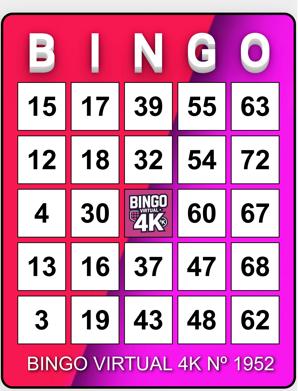 B I N G O
15 17 39 55 63
12 18 32 54 72
4 30 BINGO VIRTUAL 4K 60 67
13 16 37 47 68
3 19 43 48 62
BINGO VIRTUAL 4K Nº 1952